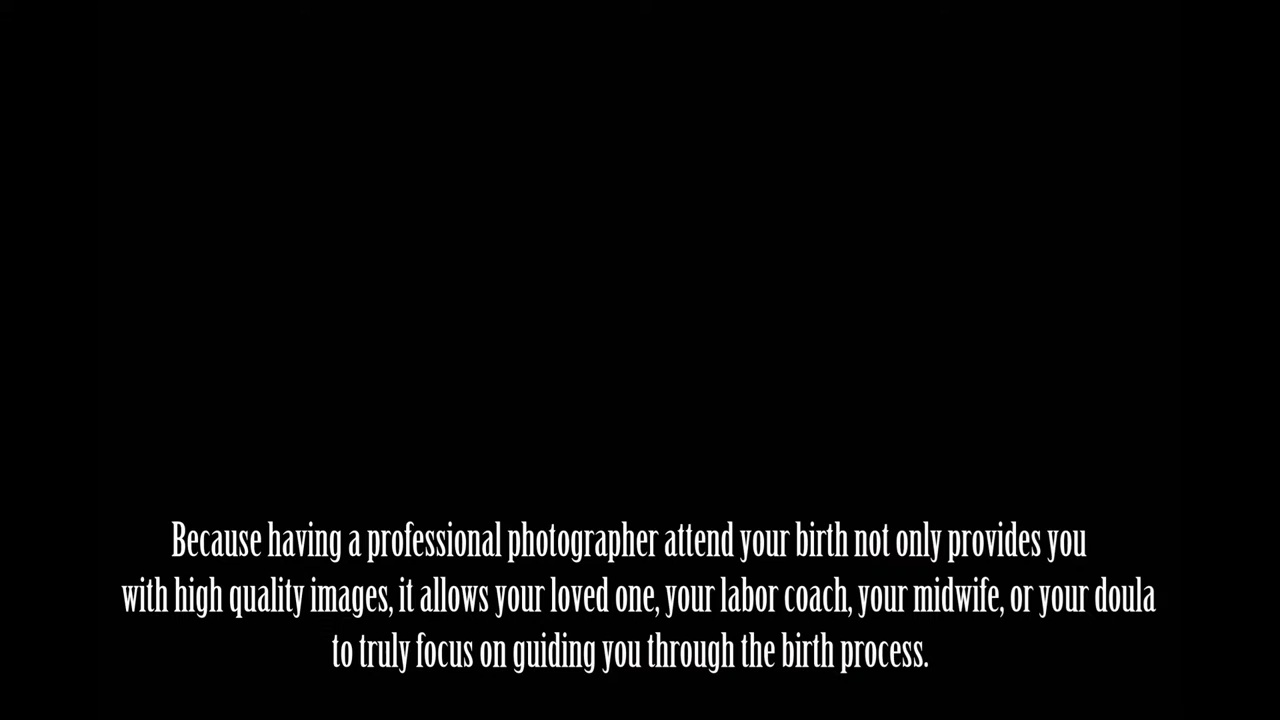 Because having a professional photographer attend your birth not only provides you
with high quality images, it allows your loved one, your labor coach, your midwife, or your doula
to truly focus on guiding you through the birth process.